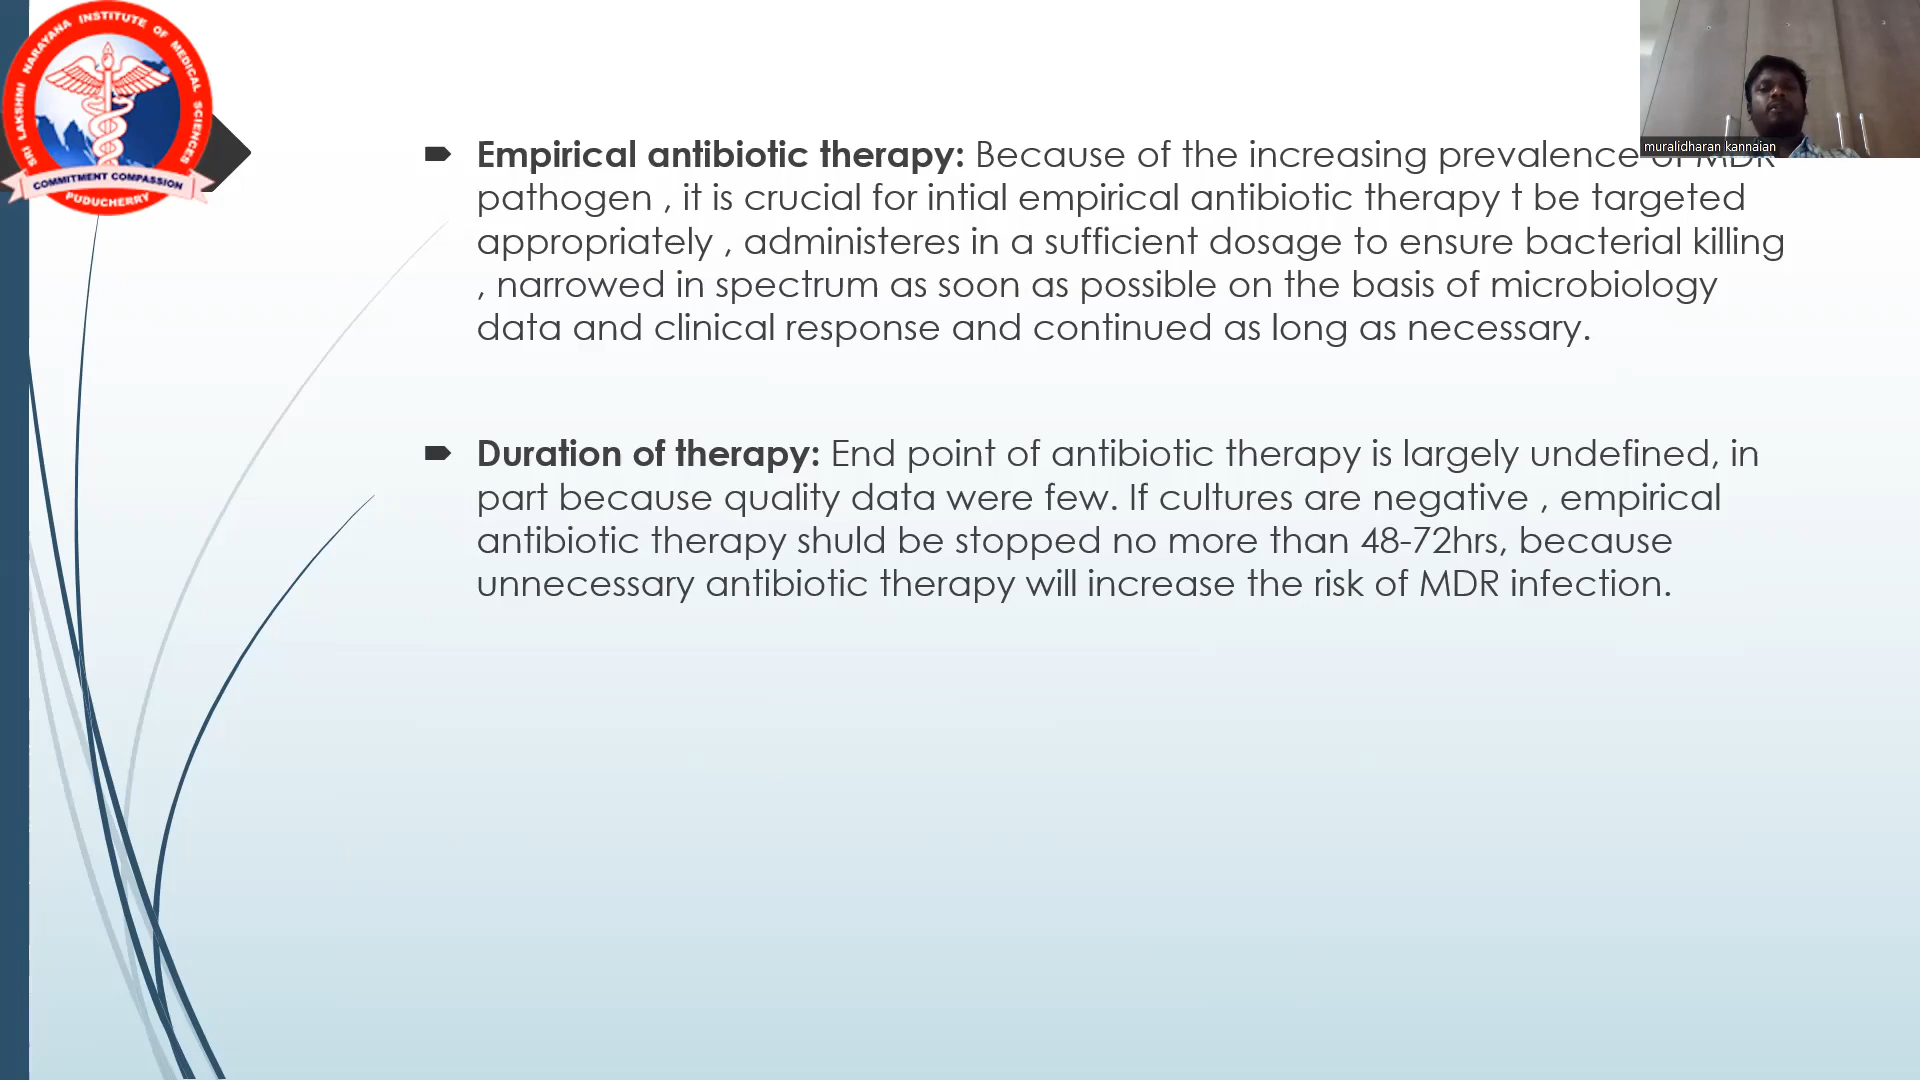 SRI LAKSHMI NARAYANA INSTITUTE OF MEDICAL SCIENCES
COMMITMENT COMPASSION
PUDUCHERRY
muralidharan kannaian
Empirical antibiotic therapy: Because of the increasing prevalence of MDR
pathogen , it is crucial for intial empirical antibiotic therapy t be targeted
appropriately , administeres in a sufficient dosage to ensure bacterial killing
, narrowed in spectrum as soon as possible on the basis of microbiology
data and clinical response and continued as long as necessary.
Duration of therapy: End point of antibiotic therapy is largely undefined, in
part because quality data were few. If cultures are negative , empirical
antibiotic therapy shuld be stopped no more than 48-72hrs, because
unnecessary antibiotic therapy will increase the risk of MDR infection.